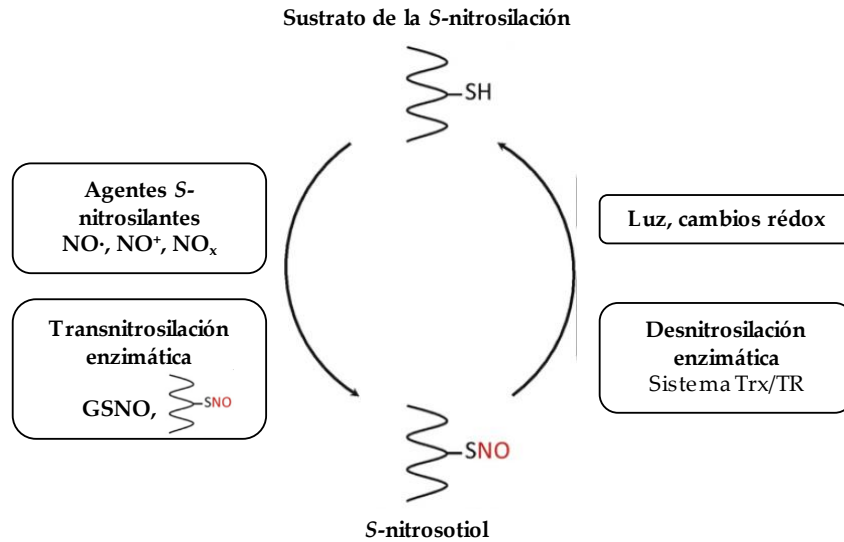 Sustrato de la S-nitrosilación
SH
Agentes S-
nitrosilantes
NO·, NO⁺, NOₓ
Transnitrosilación
enzimática
GSNO,
SNO
Luz, cambios rédox
Desnitrosilación
enzimática
Sistema Trx/TR
SNO
S-nitrosotiol